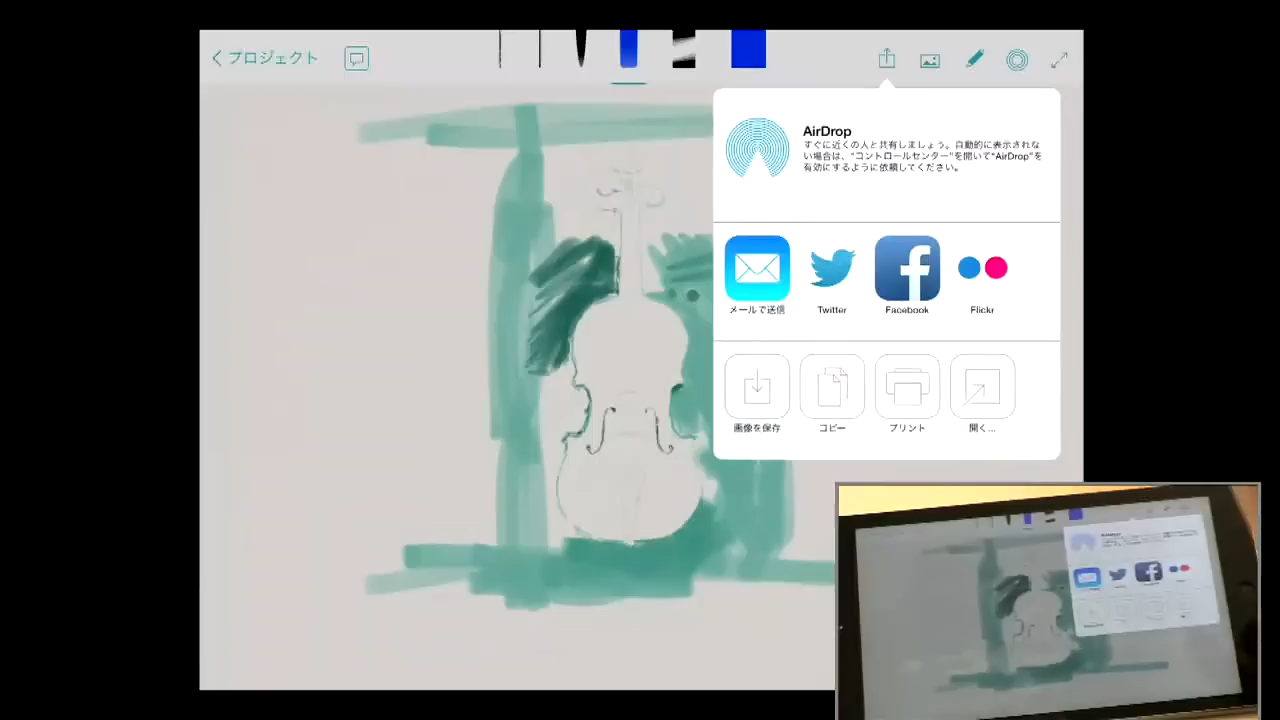 プロジェクト
AirDrop
すぐに近くの人と共有しましょう。自動的に表示されな
い場合は、“コントロールセンター”を開いて“AirDrop”を
有効にするように依頼してください。
メールで送信
Twitter
Facebook
Flickr
画像を保存
コピー
プリント
開く...